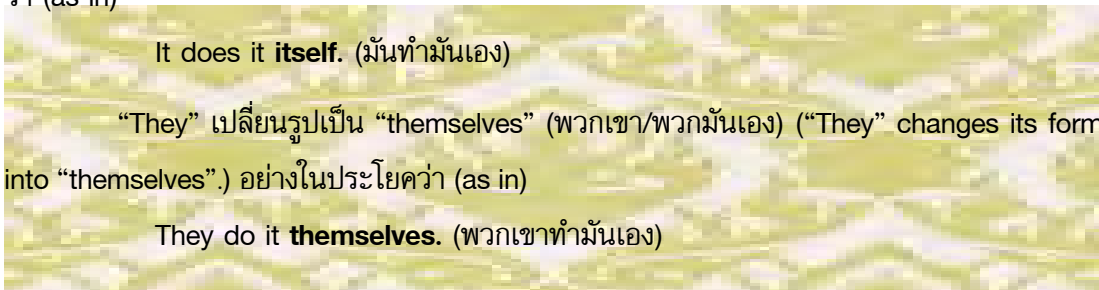 ว่า (as in)
It does it itself. (มันทำมันเอง)
“They” เปลี่ยนรูปเป็น “themselves” (พวกเขา/พวกมันเอง) (“They” changes its form
into “themselves”.) อย่างในประโยคว่า (as in)
They do it themselves. (พวกเขาทำมันเอง)